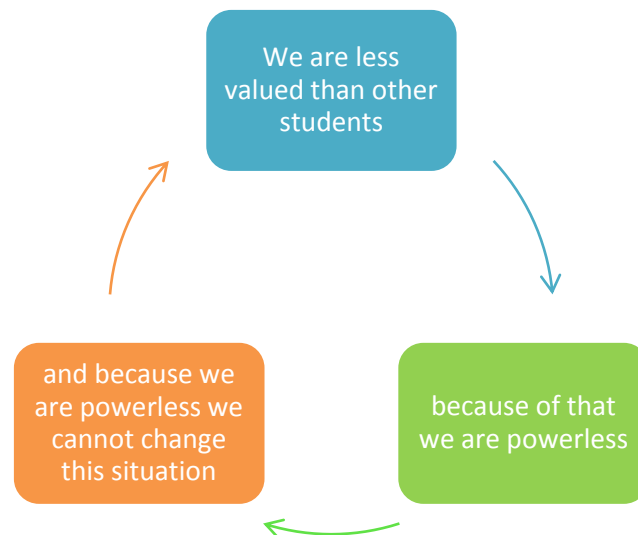 We are less
valued than other
students
because of that
we are powerless
and because we
are powerless we
cannot change
this situation